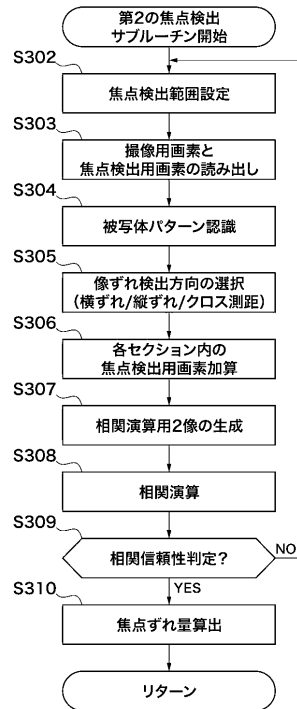 第2の焦点検出
サブルーチン開始
S302
焦点検出範囲設定
S303
撮像用画素と
焦点検出用画素の読み出し
S304
被写体パターン認識
S305
像ずれ検出方向の選択
(横ずれ/縦ずれ/クロス測距)
S306
各セクション内の
焦点検出用画素加算
S307
相関演算用2像の生成
S308
相関演算
S309
相関信頼性判定?
NO
YES
S310
焦点ずれ量算出
リターン